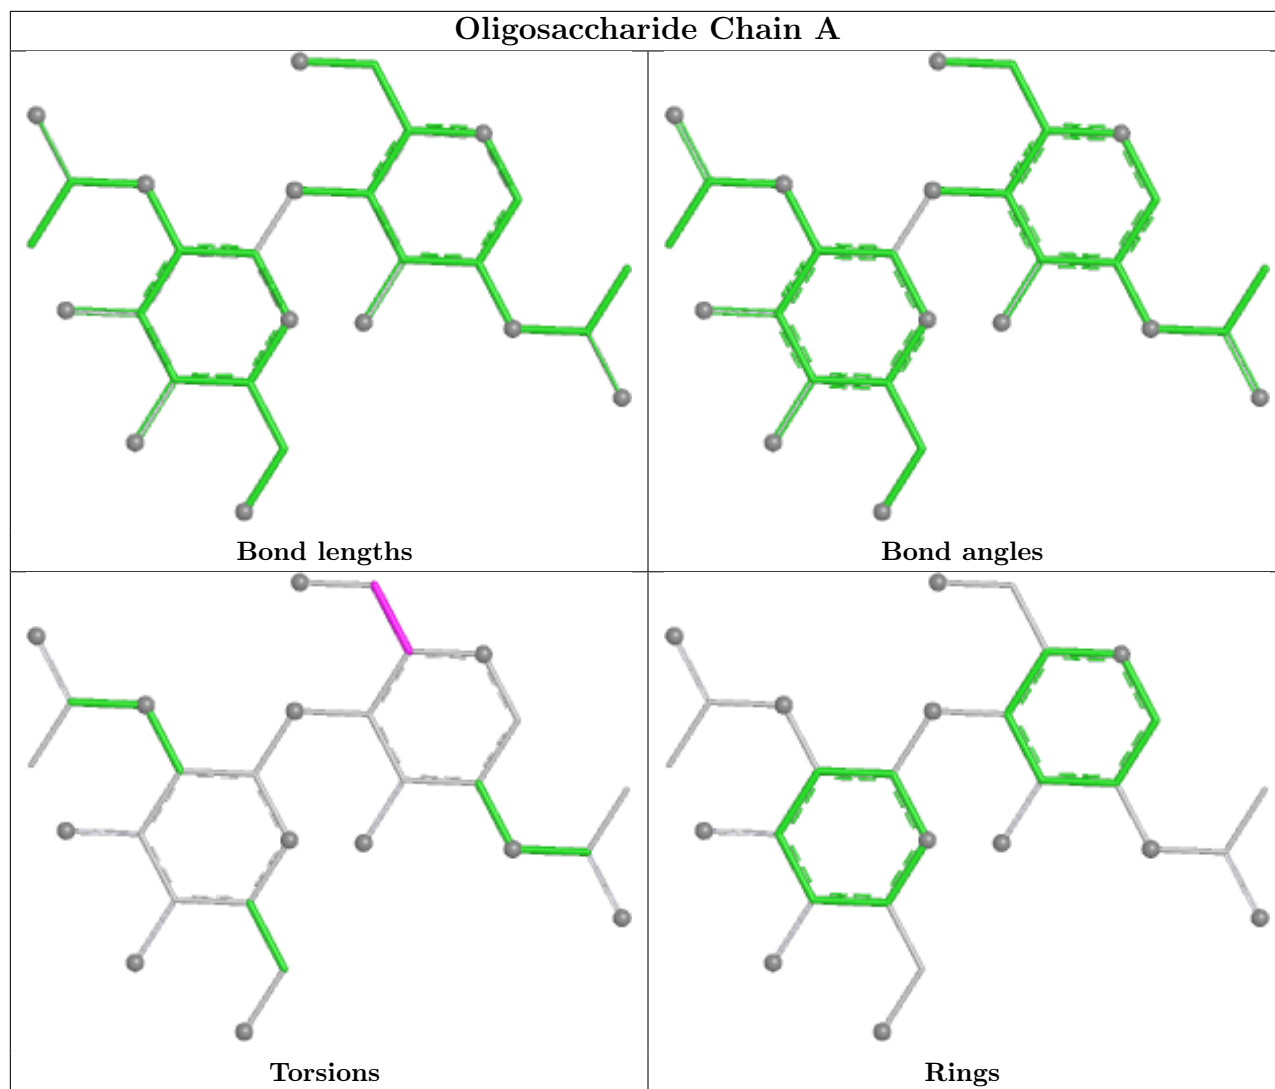 Oligosaccharide Chain A
Bond lengths
Bond angles
Torsions
Rings